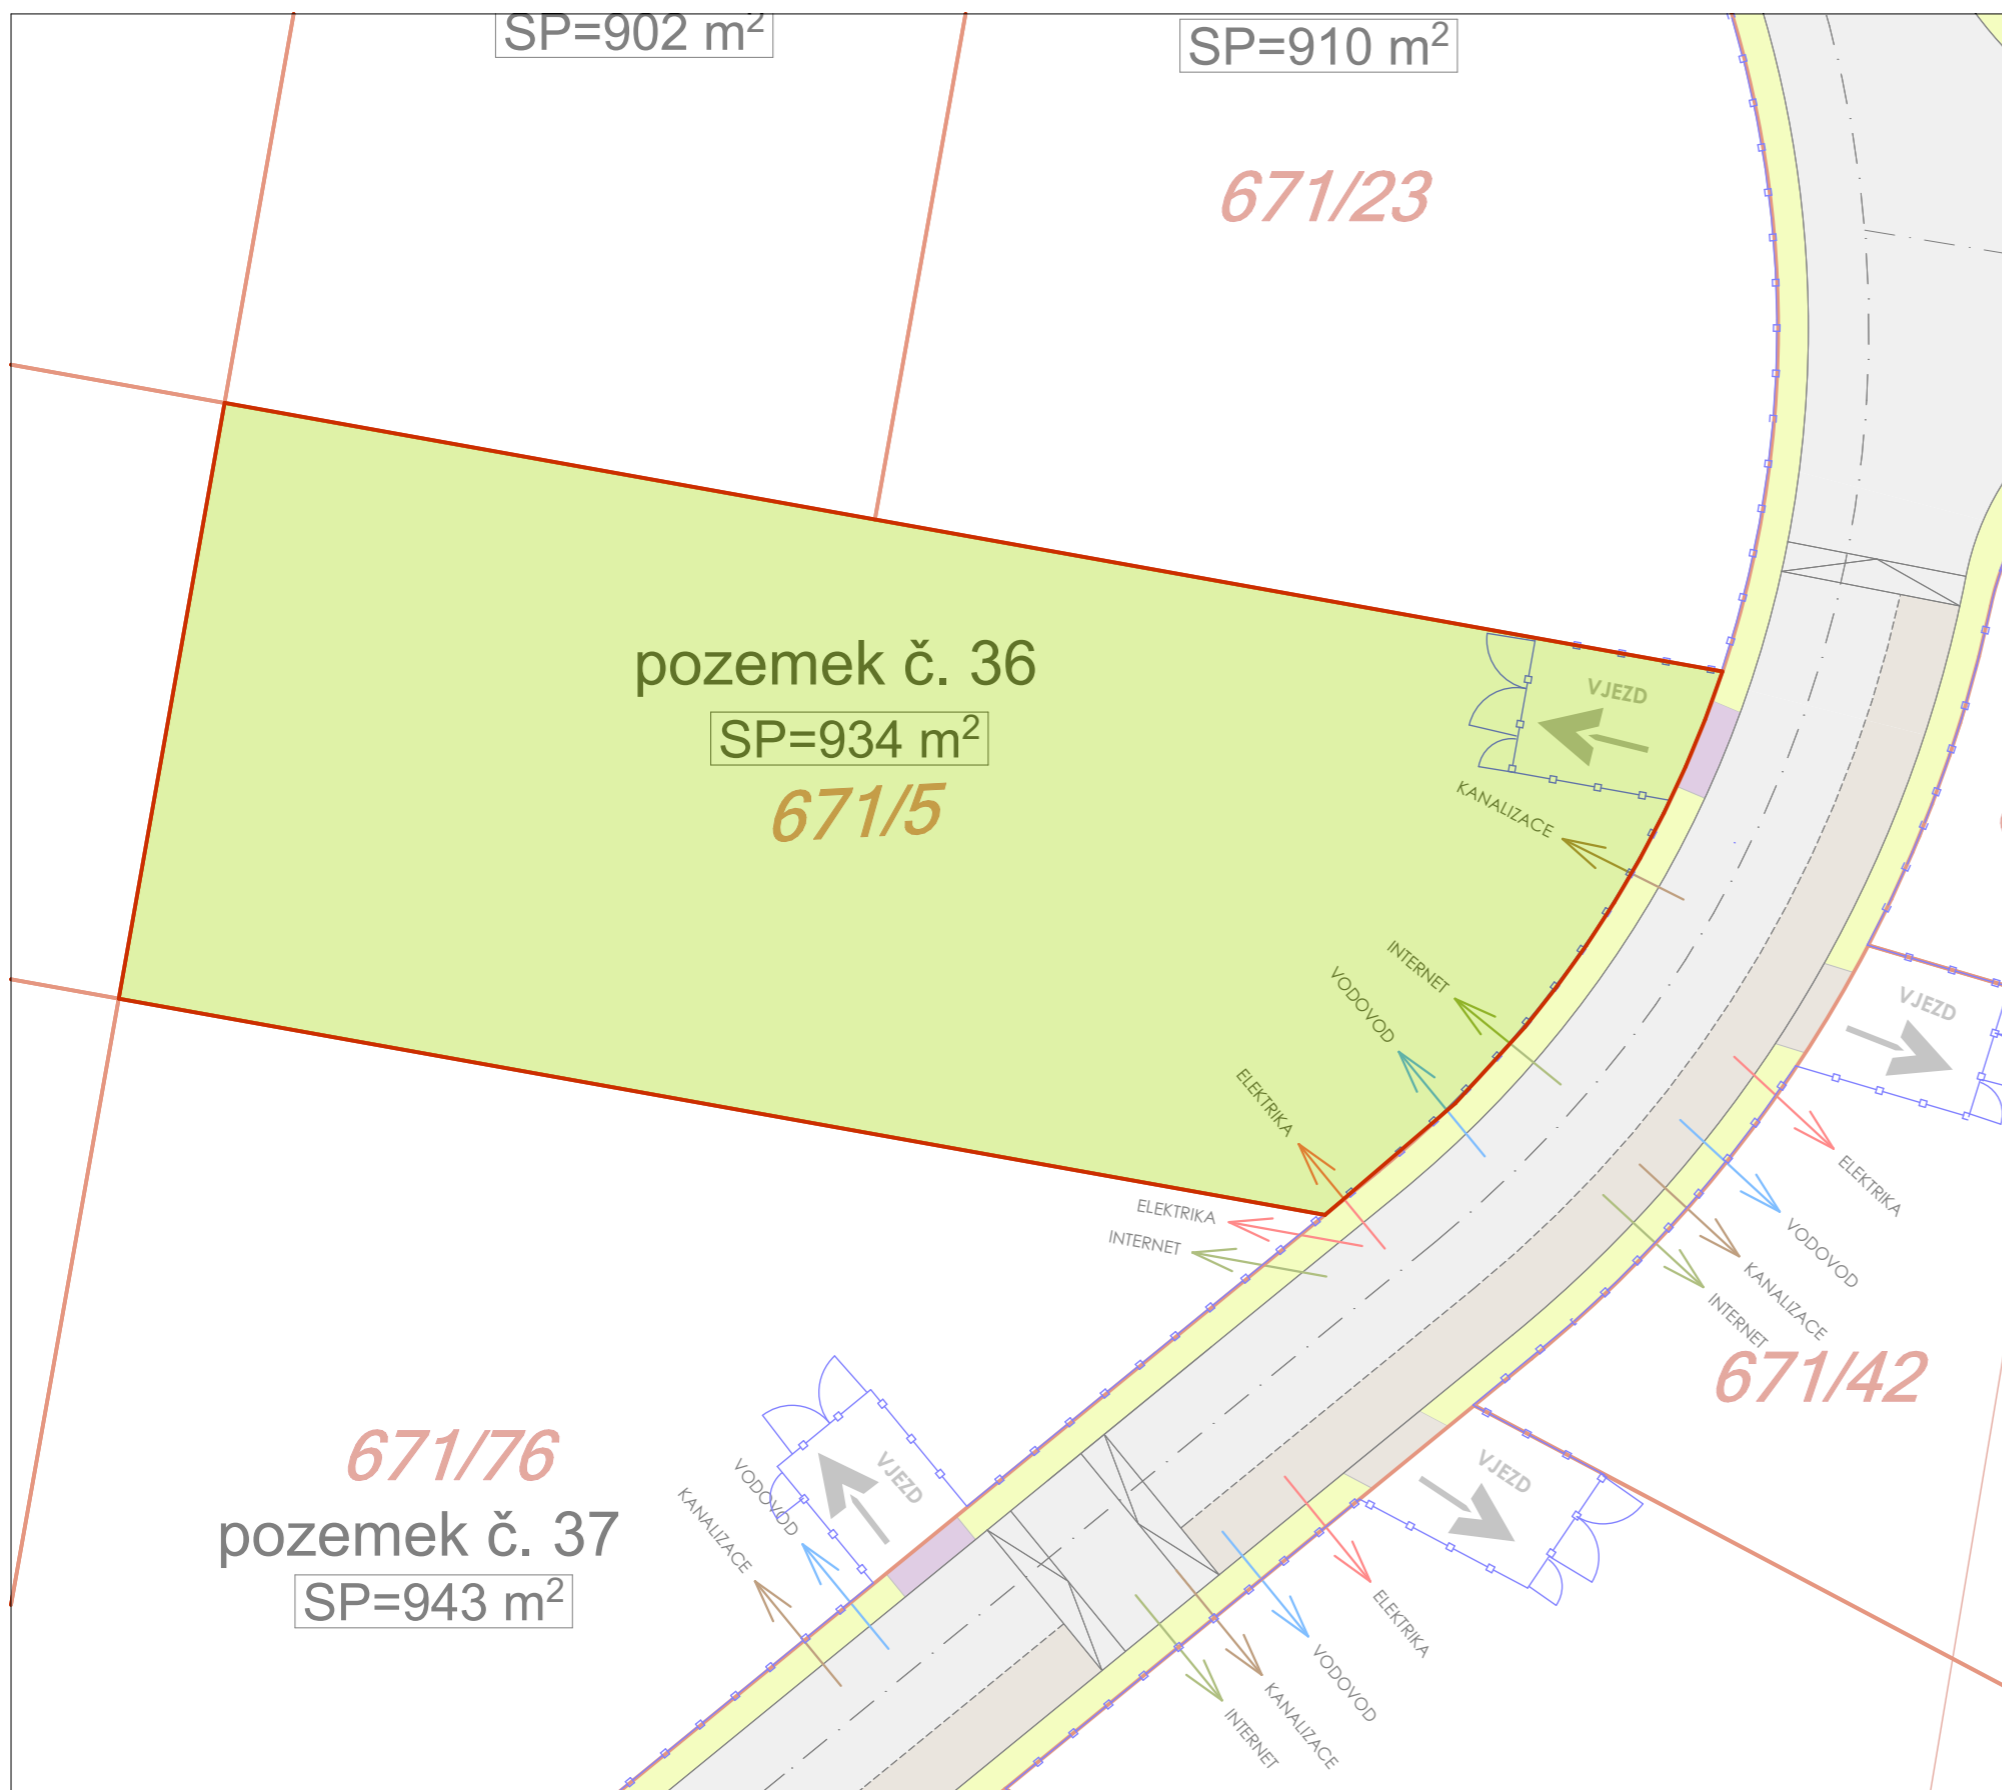 SP=902 m²
SP=910 m²
671/23
pozemek č. 36
SP=934 m²
671/5
VJEZD
KANALIZACE
INTERNET
VODOVOD
ELEKTRIKA
ELEKTRIKA
INTERNET
VJEZD
ELEKTRIKA
VODOVOD
KANALIZACE
INTERNET
671/42
671/76
pozemek č. 37
SP=943 m²
VJEZD
VODOVOD
KANALIZACE
VJEZD
ELEKTRIKA
VODOVOD
KANALIZACE
INTERNET